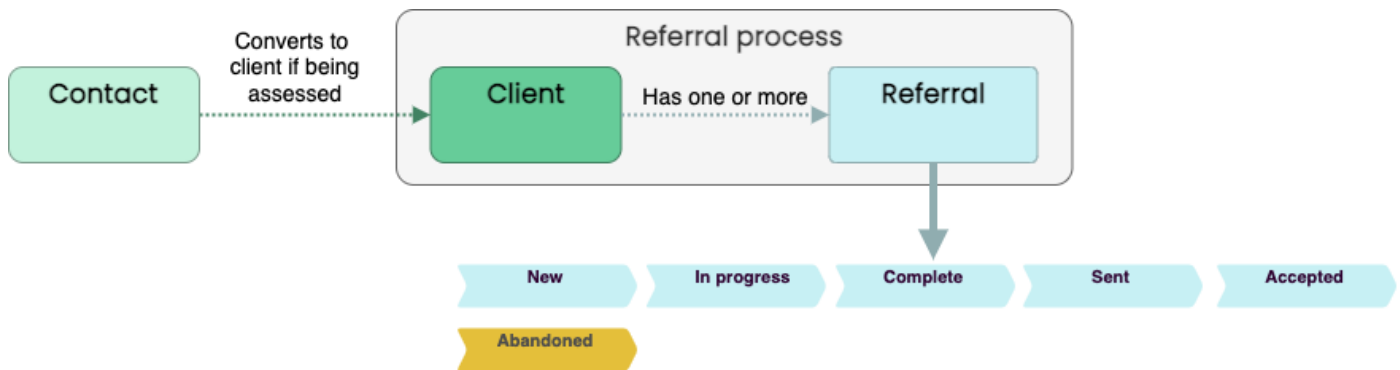 Referral process
Converts to
client if being
assessed
Contact
Client
Has one or more
Referral
New
In progress
Complete
Sent
Accepted
Abandoned